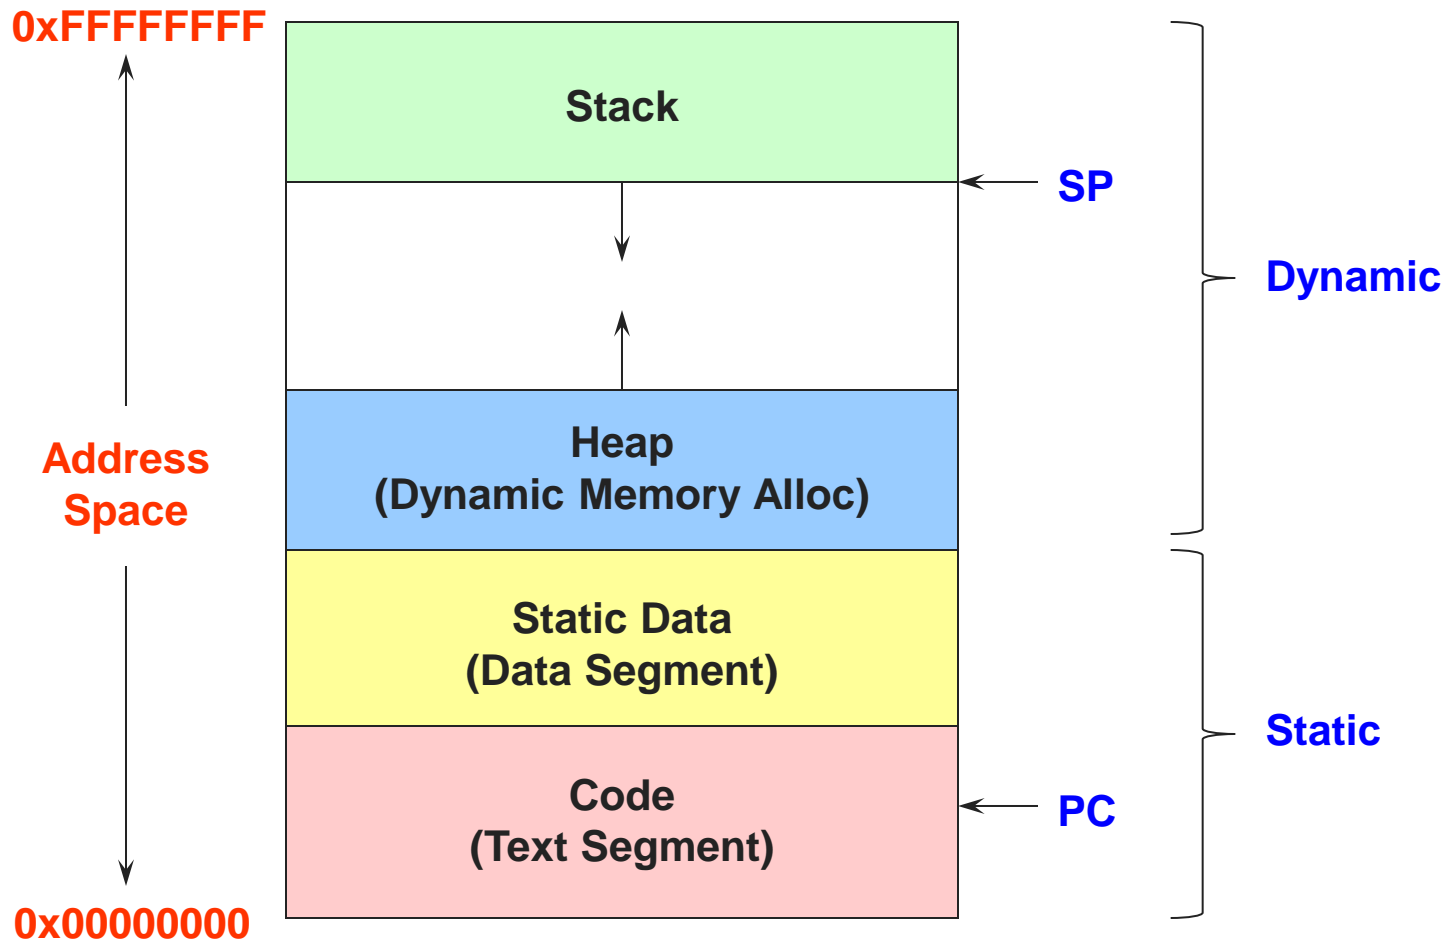 0xFFFFFFFF
Stack
SP
Dynamic
Heap
(Dynamic Memory Alloc)
Address
Space
Static Data
(Data Segment)
Static
Code
(Text Segment)
PC
0x00000000